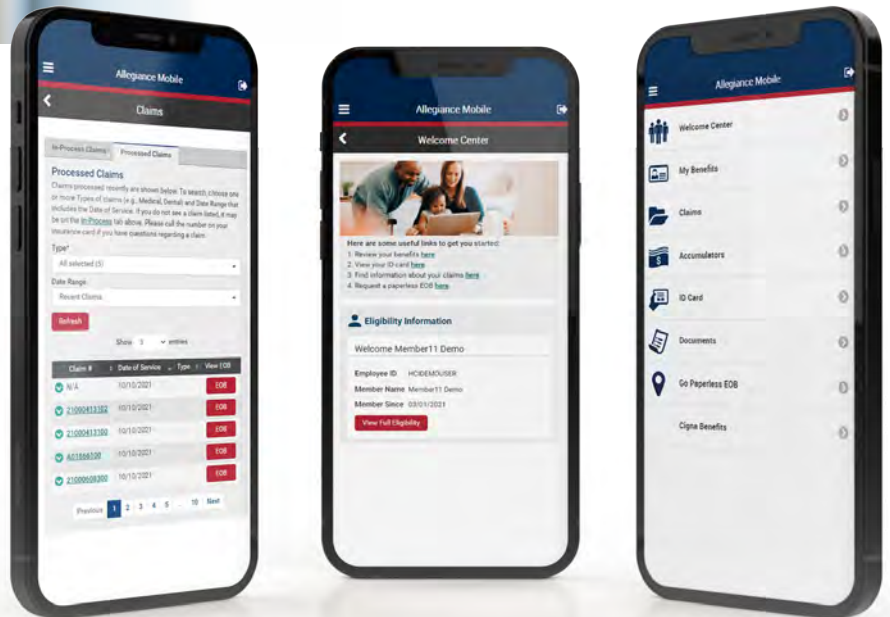 Allegiance Mobile
Claims
In-Process Claims Processed Claims
Processed Claims
Claims processed recently are shown below. To search, choose one
or more Types of claims (e.g., Medical, Dental) and Date Range that
includes the Date of Service. If you do not see a claim listed, it may
be on the In-Process tab above. Please call the number on your
insurance card if you have questions regarding a claim.
Type*
All selected (5)
Date Range:
Recent Claims
Refresh
Show 5 entries
Claim # Date of Service Type View EOB
N/A 10/10/2021 EOB
21000413102 10/10/2021 EOB
21000413100 10/10/2021 EOB
A01566100 10/10/2021 EOB
21000608300 10/10/2021 EOB
Previous 1 2 3 4 5 .. 10 Next
Allegiance Mobile
Welcome Center
Here are some useful links to get you started:
1. Review your benefits here
2. View your ID card here
3. Find information about your claims here
4. Request a paperless EOB here
Eligibility Information
Welcome Member11 Demo
Employee ID HCIDEMOUSER
Member Name Member11 Demo
Member Since 03/01/2021
View Full Eligibility
Allegiance Mobile
Welcome Center
My Benefits
Claims
$ Accumulators
ID Card
Documents
Go Paperless EOB
Cigna Benefits